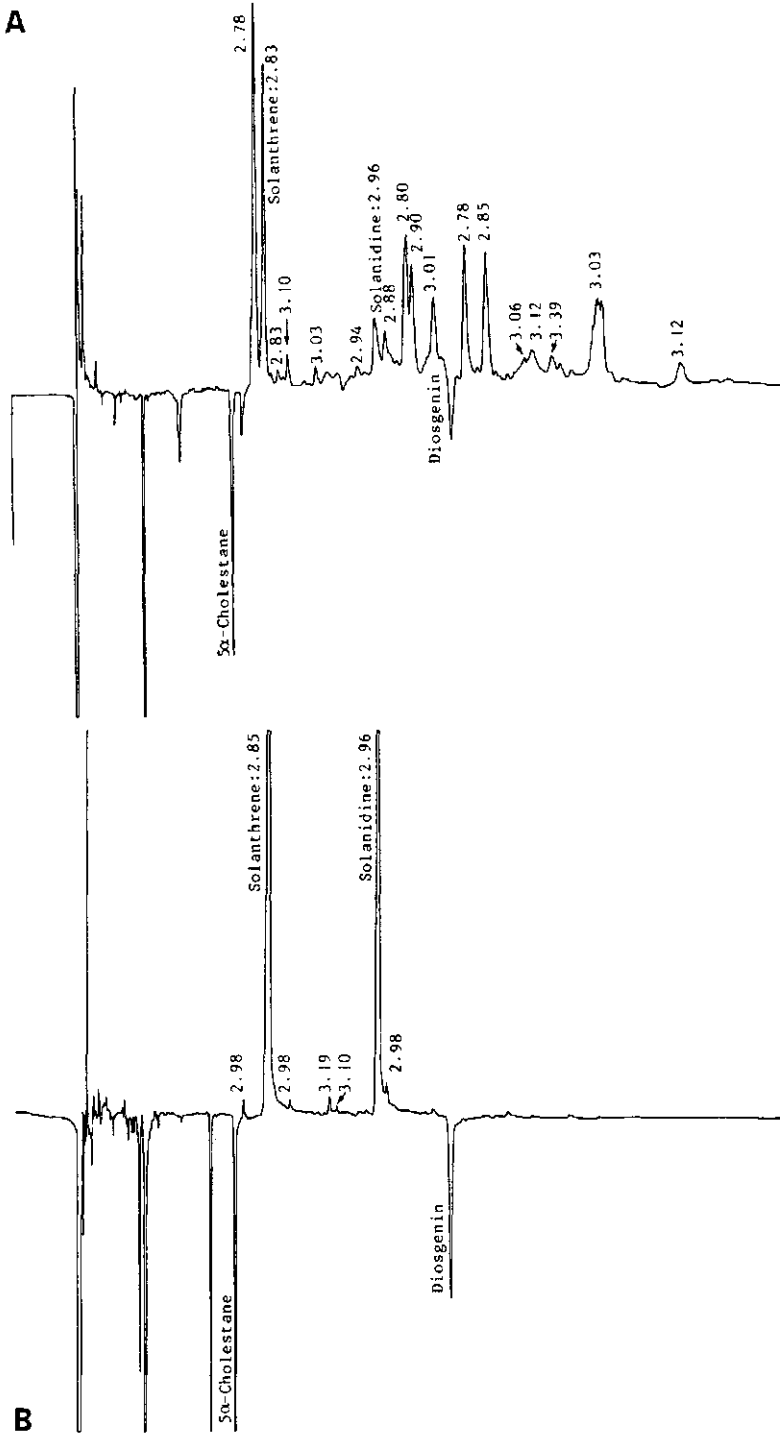 A
2.78
Solanthrene:2.83
2.83
3.10
3.03
2.94
Solanidine:2.96
2.88
2.80
2.90
3.01
Diosgenin
2.78
2.85
3.06
3.12
3.39
3.03
3.12
5α-Cholestane
2.98
Solanthrene:2.85
2.98
3.19
3.10
Solanidine:2.96
2.98
Diosgenin
5α-Cholestane
B